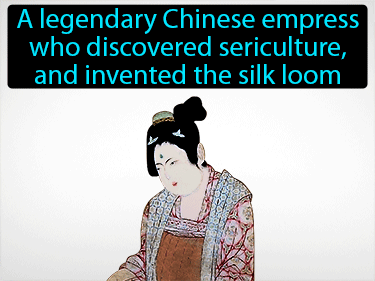 A legendary Chinese empress
who discovered sericulture,
and invented the silk loom